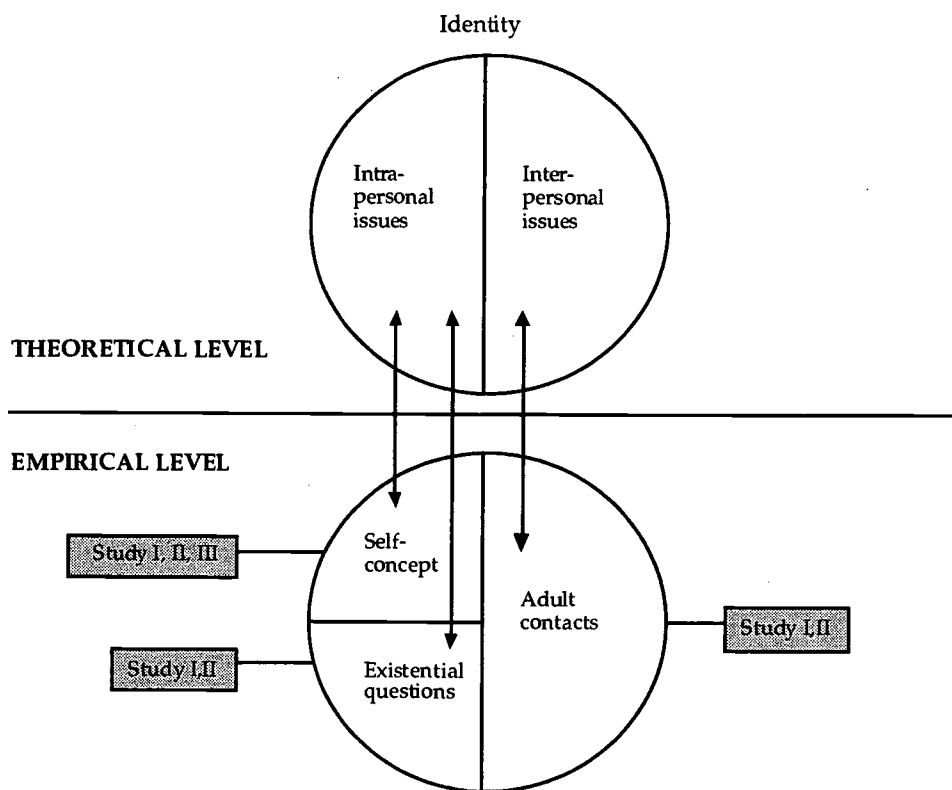 Identity
Intra-
personal
issues
Inter-
personal
issues
THEORETICAL LEVEL
EMPIRICAL LEVEL
Self-
concept
Study I, II, III
Adult
contacts
Study I,II
Study I,II
Existential
questions